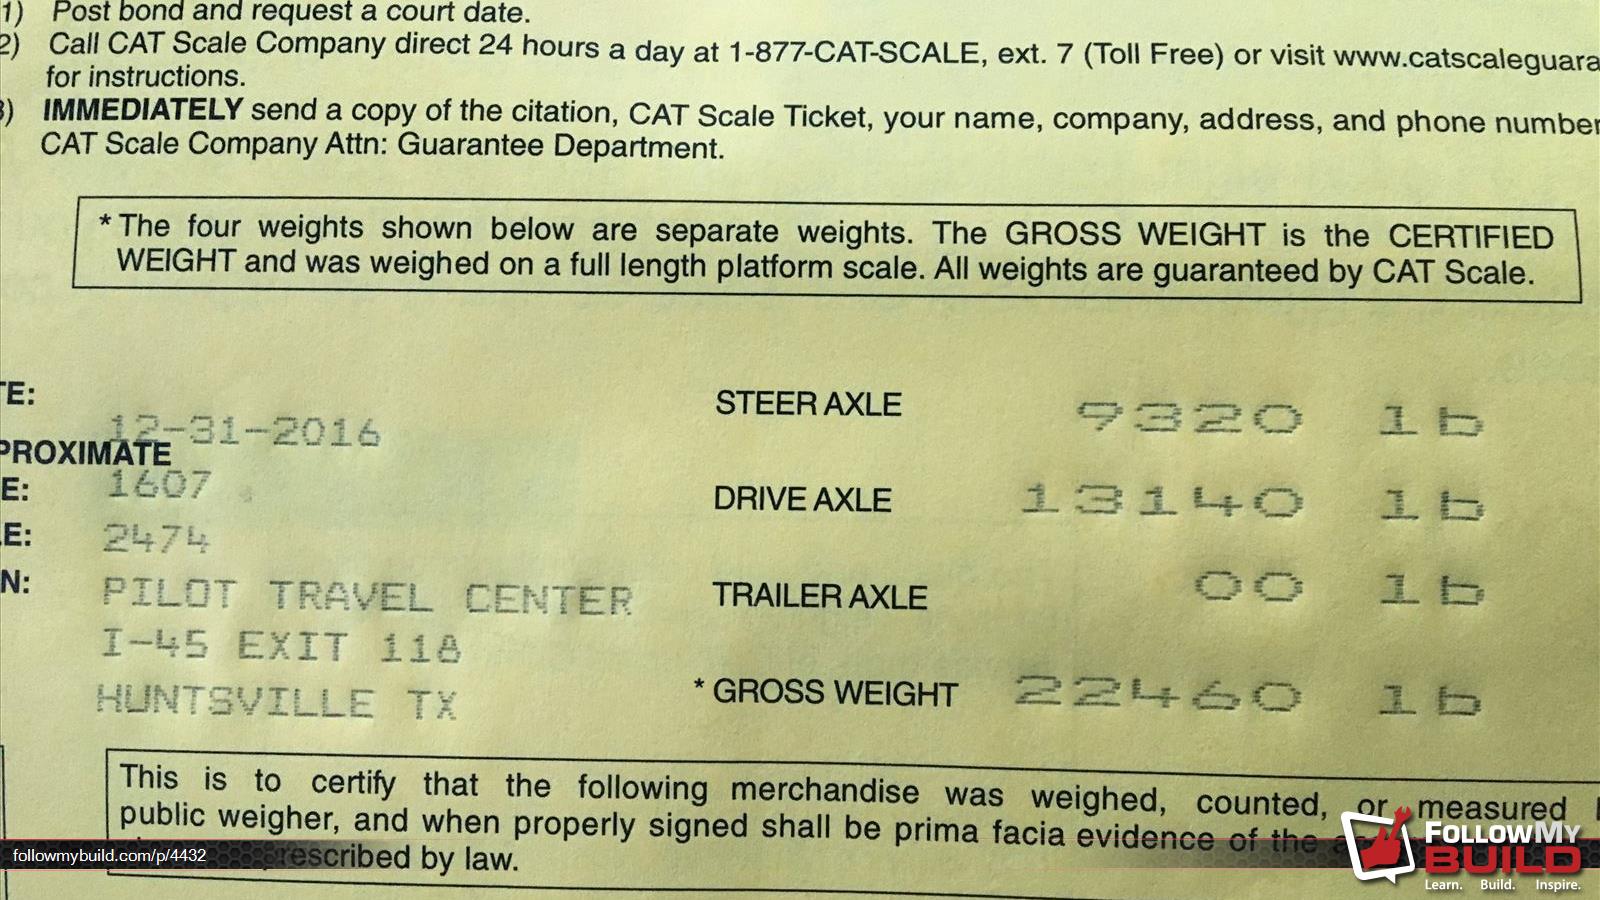 1) Post bond and request a court date.
2) Call CAT Scale Company direct 24 hours a day at 1-877-CAT-SCALE, ext. 7 (Toll Free) or visit www.catscaleguara
for instructions.
3) IMMEDIATELY send a copy of the citation, CAT Scale Ticket, your name, company, address, and phone number
CAT Scale Company Attn: Guarantee Department.
* The four weights shown below are separate weights. The GROSS WEIGHT is the CERTIFIED
WEIGHT and was weighed on a full length platform scale. All weights are guaranteed by CAT Scale.
TE:
12-31-2016
PROXIMATE
E: 1607
LE: 2474
N: PILOT TRAVEL CENTER
I-45 EXIT 118
HUNTSVILLE TX
STEER AXLE 9320 lb
DRIVE AXLE 13140 lb
TRAILER AXLE 00 lb
* GROSS WEIGHT 22460 lb
This is to certify that the following merchandise was weighed, counted, or measured
public weigher, and when properly signed shall be prima facia evidence of the
rescribed by law.
followmybuild.com/p/4432
FOLLOWMY
BUILD
Learn. Build. Inspire.